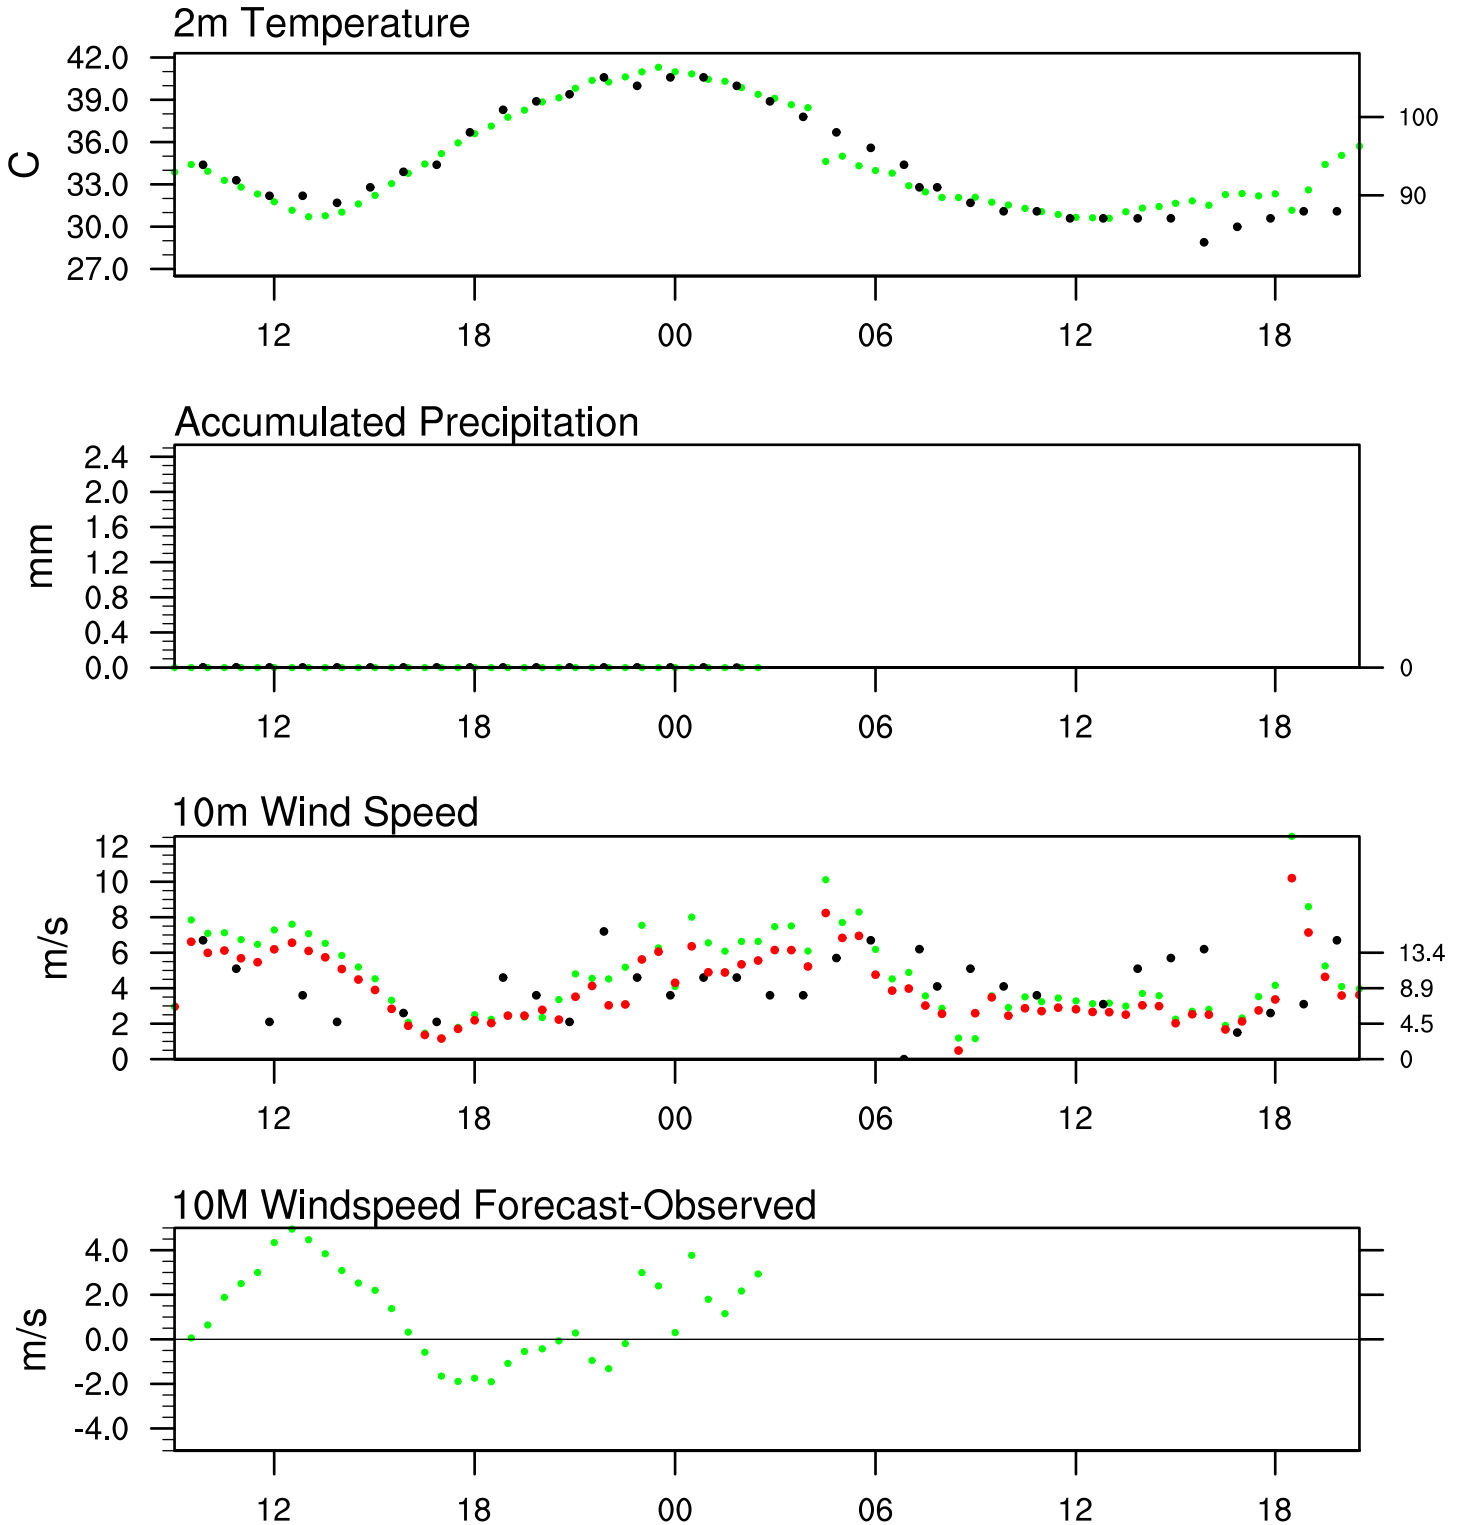 2m Temperature
42.0
39.0
36.0
33.0
30.0
27.0
C
100
90
12 18 00 06 12 18
Accumulated Precipitation
2.4
2.0
1.6
1.2
0.8
0.4
0.0
mm
0
12 18 00 06 12 18
10m Wind Speed
12
10
8
6
4
2
0
m/s
13.4
8.9
4.5
0
12 18 00 06 12 18
10M Windspeed Forecast-Observed
4.0
2.0
0.0
-2.0
-4.0
m/s
12 18 00 06 12 18